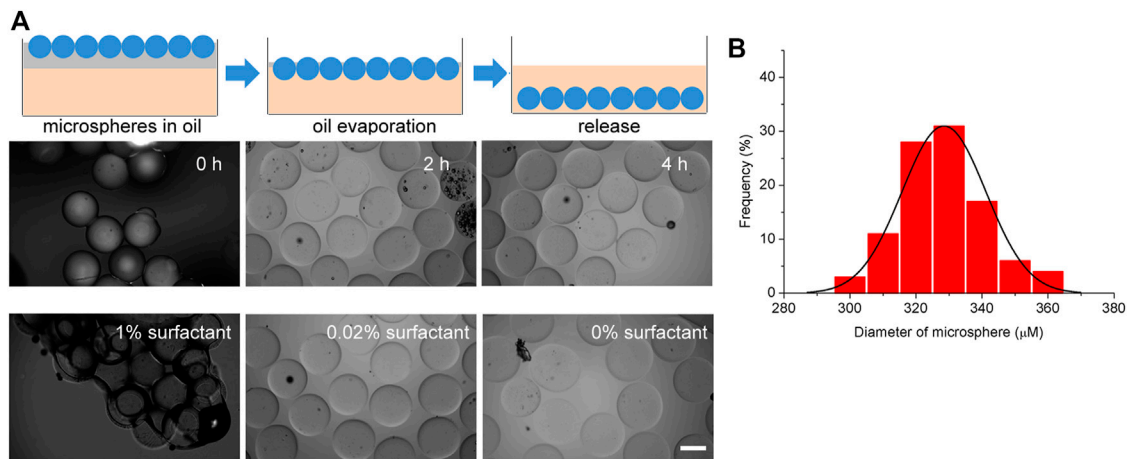 A
microspheres in oil
oil evaporation
release
0 h
2 h
4 h
1% surfactant
0.02% surfactant
0% surfactant
B
Frequency (%)
40
30
20
10
0
280
300
320
340
360
380
Diameter of microsphere (μM)